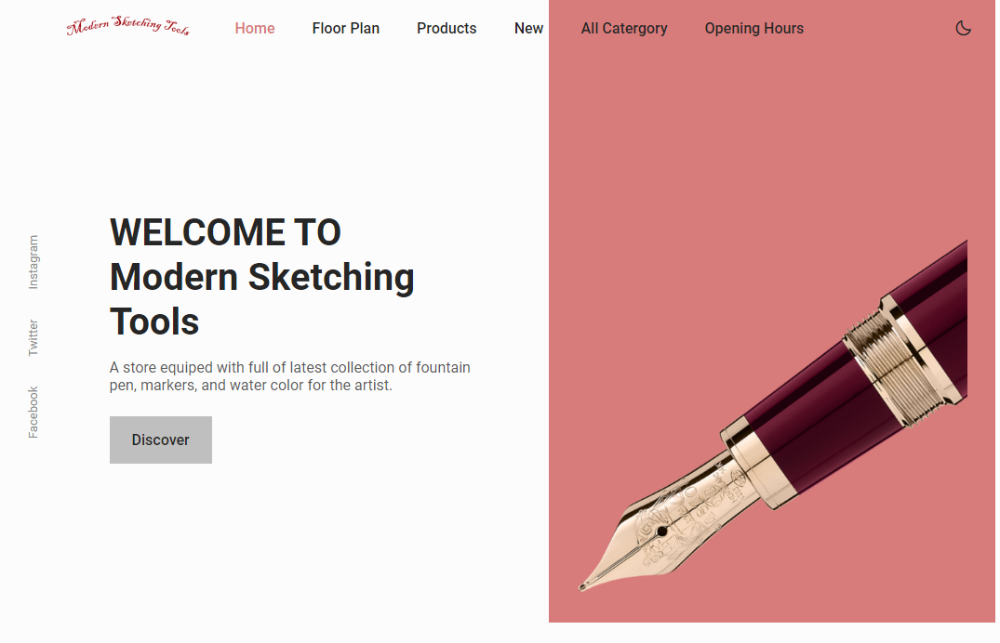 Modern Sketching Tools
Home Floor Plan Products New All Catergory Opening Hours
Instagram
Twitter
Facebook
WELCOME TO
Modern Sketching
Tools
A store equiped with full of latest collection of fountain
pen, markers, and water color for the artist.
Discover